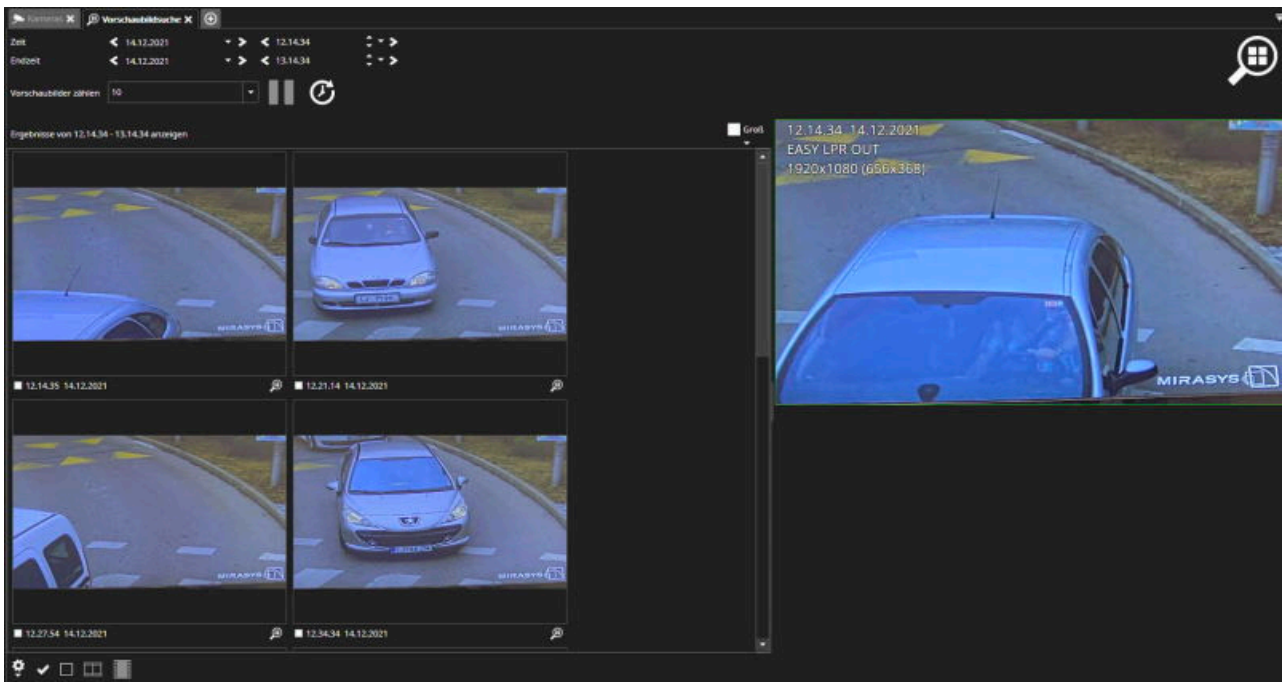 Kameras Vorschaubildsuche
Zeit 14.12.2021 12.14.34
Endzeit 14.12.2021 13.14.34
Vorschaubilder zählen 10
Ergebnisse von 12.14.34 - 13.14.34 anzeigen
Groß
12.14.34 14.12.2021
EASY LPR OUT
1920x1080 (656x368)
MIRASYS
MIRASYS
MIRASYS
12.14.35 14.12.2021
12.21.14 14.12.2021
MIRASYS
MIRASYS
12.27.54 14.12.2021
12.34.34 14.12.2021